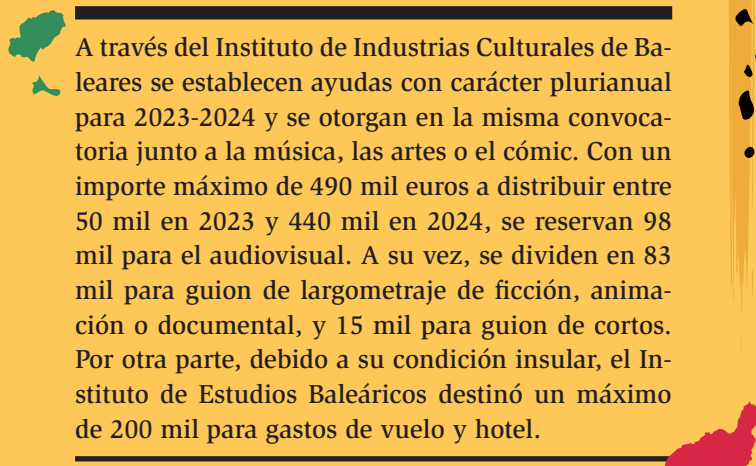 A través del Instituto de Industrias Culturales de Ba-
leares se establecen ayudas con carácter plurianual
para 2023-2024 y se otorgan en la misma convoca-
toria junto a la música, las artes o el cómic. Con un
importe máximo de 490 mil euros a distribuir entre
50 mil en 2023 y 440 mil en 2024, se reservan 98
mil para el audiovisual. A su vez, se dividen en 83
mil para guion de largometraje de ficción, anima-
ción o documental, y 15 mil para guion de cortos.
Por otra parte, debido a su condición insular, el In-
stituto de Estudios Baleáricos destinó un máximo
de 200 mil para gastos de vuelo y hotel.